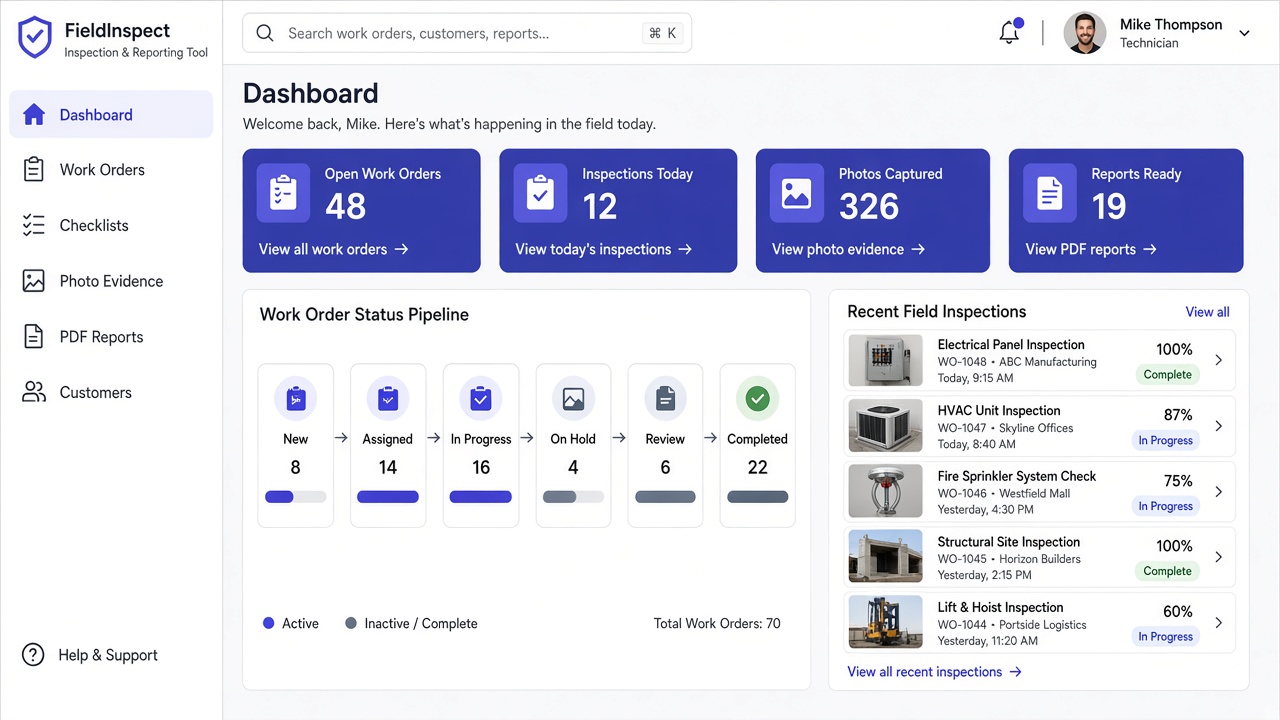 FieldInspect
Inspection & Reporting Tool
Search work orders, customers, reports...
⌘ K
Mike Thompson
Technician
Dashboard
Work Orders
Checklists
Photo Evidence
PDF Reports
Customers
Help & Support
Dashboard
Welcome back, Mike. Here's what's happening in the field today.
Open Work Orders
48
View all work orders →
Inspections Today
12
View today's inspections →
Photos Captured
326
View photo evidence →
Reports Ready
19
View PDF reports →
Work Order Status Pipeline
New
8
Assigned
14
In Progress
16
On Hold
4
Review
6
Completed
22
Active
Inactive / Complete
Total Work Orders: 70
Recent Field Inspections
View all
Electrical Panel Inspection
WO-1048 • ABC Manufacturing
Today, 9:15 AM
100%
Complete
HVAC Unit Inspection
WO-1047 • Skyline Offices
Today, 8:40 AM
87%
In Progress
Fire Sprinkler System Check
WO-1046 • Westfield Mall
Yesterday, 4:30 PM
75%
In Progress
Structural Site Inspection
WO-1045 • Horizon Builders
Yesterday, 2:15 PM
100%
Complete
Lift & Hoist Inspection
WO-1044 • Portside Logistics
Yesterday, 11:20 AM
60%
In Progress
View all recent inspections →